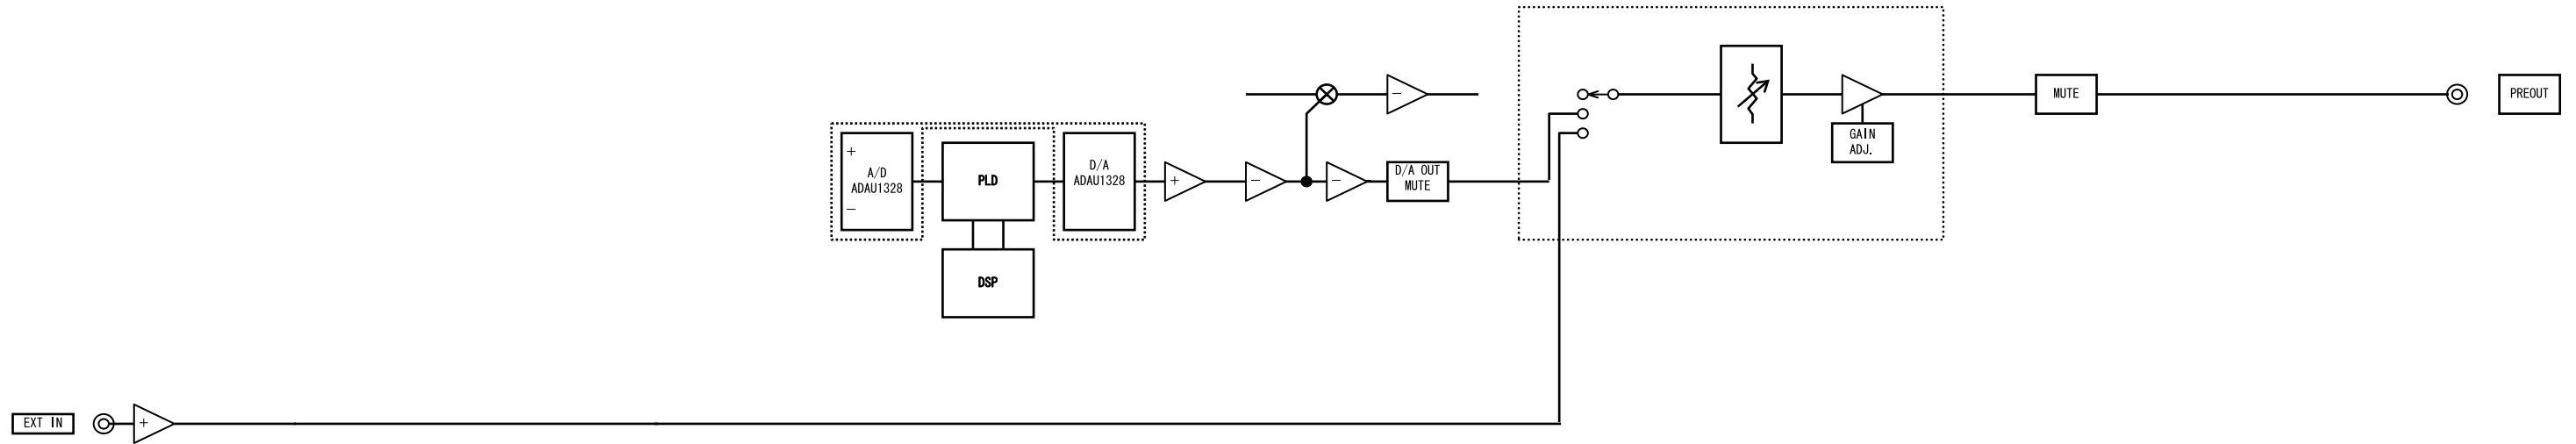 MUTE
PREOUT
GAIN
ADJ.
+
A/D
ADAU1328
−
PLD
D/A
ADAU1328
+
−
−
−
D/A OUT
MUTE
DSP
EXT IN
+